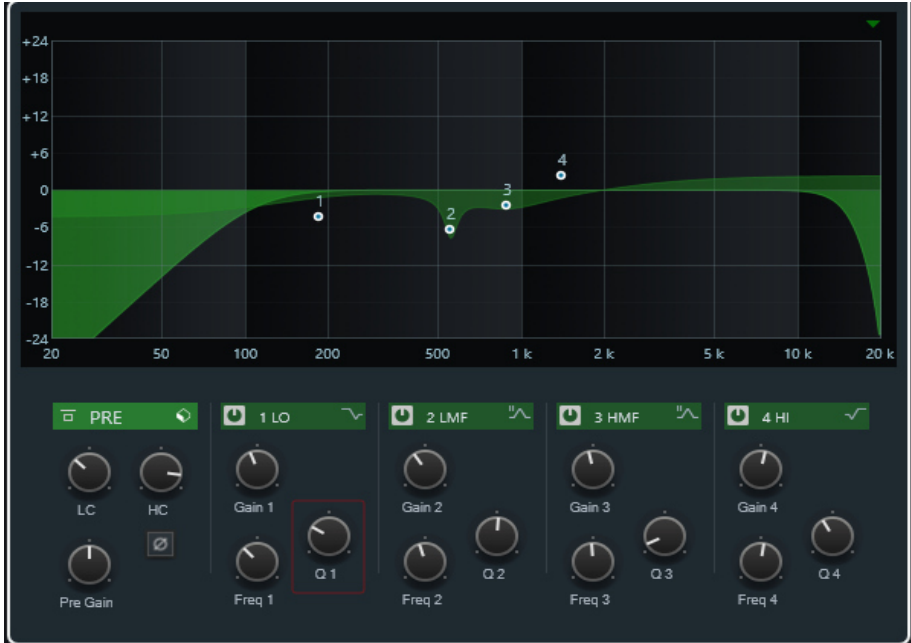 +24
+18
+12
+6
0
-6
-12
-18
-24
1
2
3
4
20 50 100 200 500 1 k 2 k 5 k 10 k 20 k
PRE 1 LO 2 LMF 3 HMF 4 HI
LC HC Gain 1 Gain 2 Gain 3 Gain 4
Q 1 Q 2 Q 3 Q 4
Pre Gain Freq 1 Freq 2 Freq 3 Freq 4